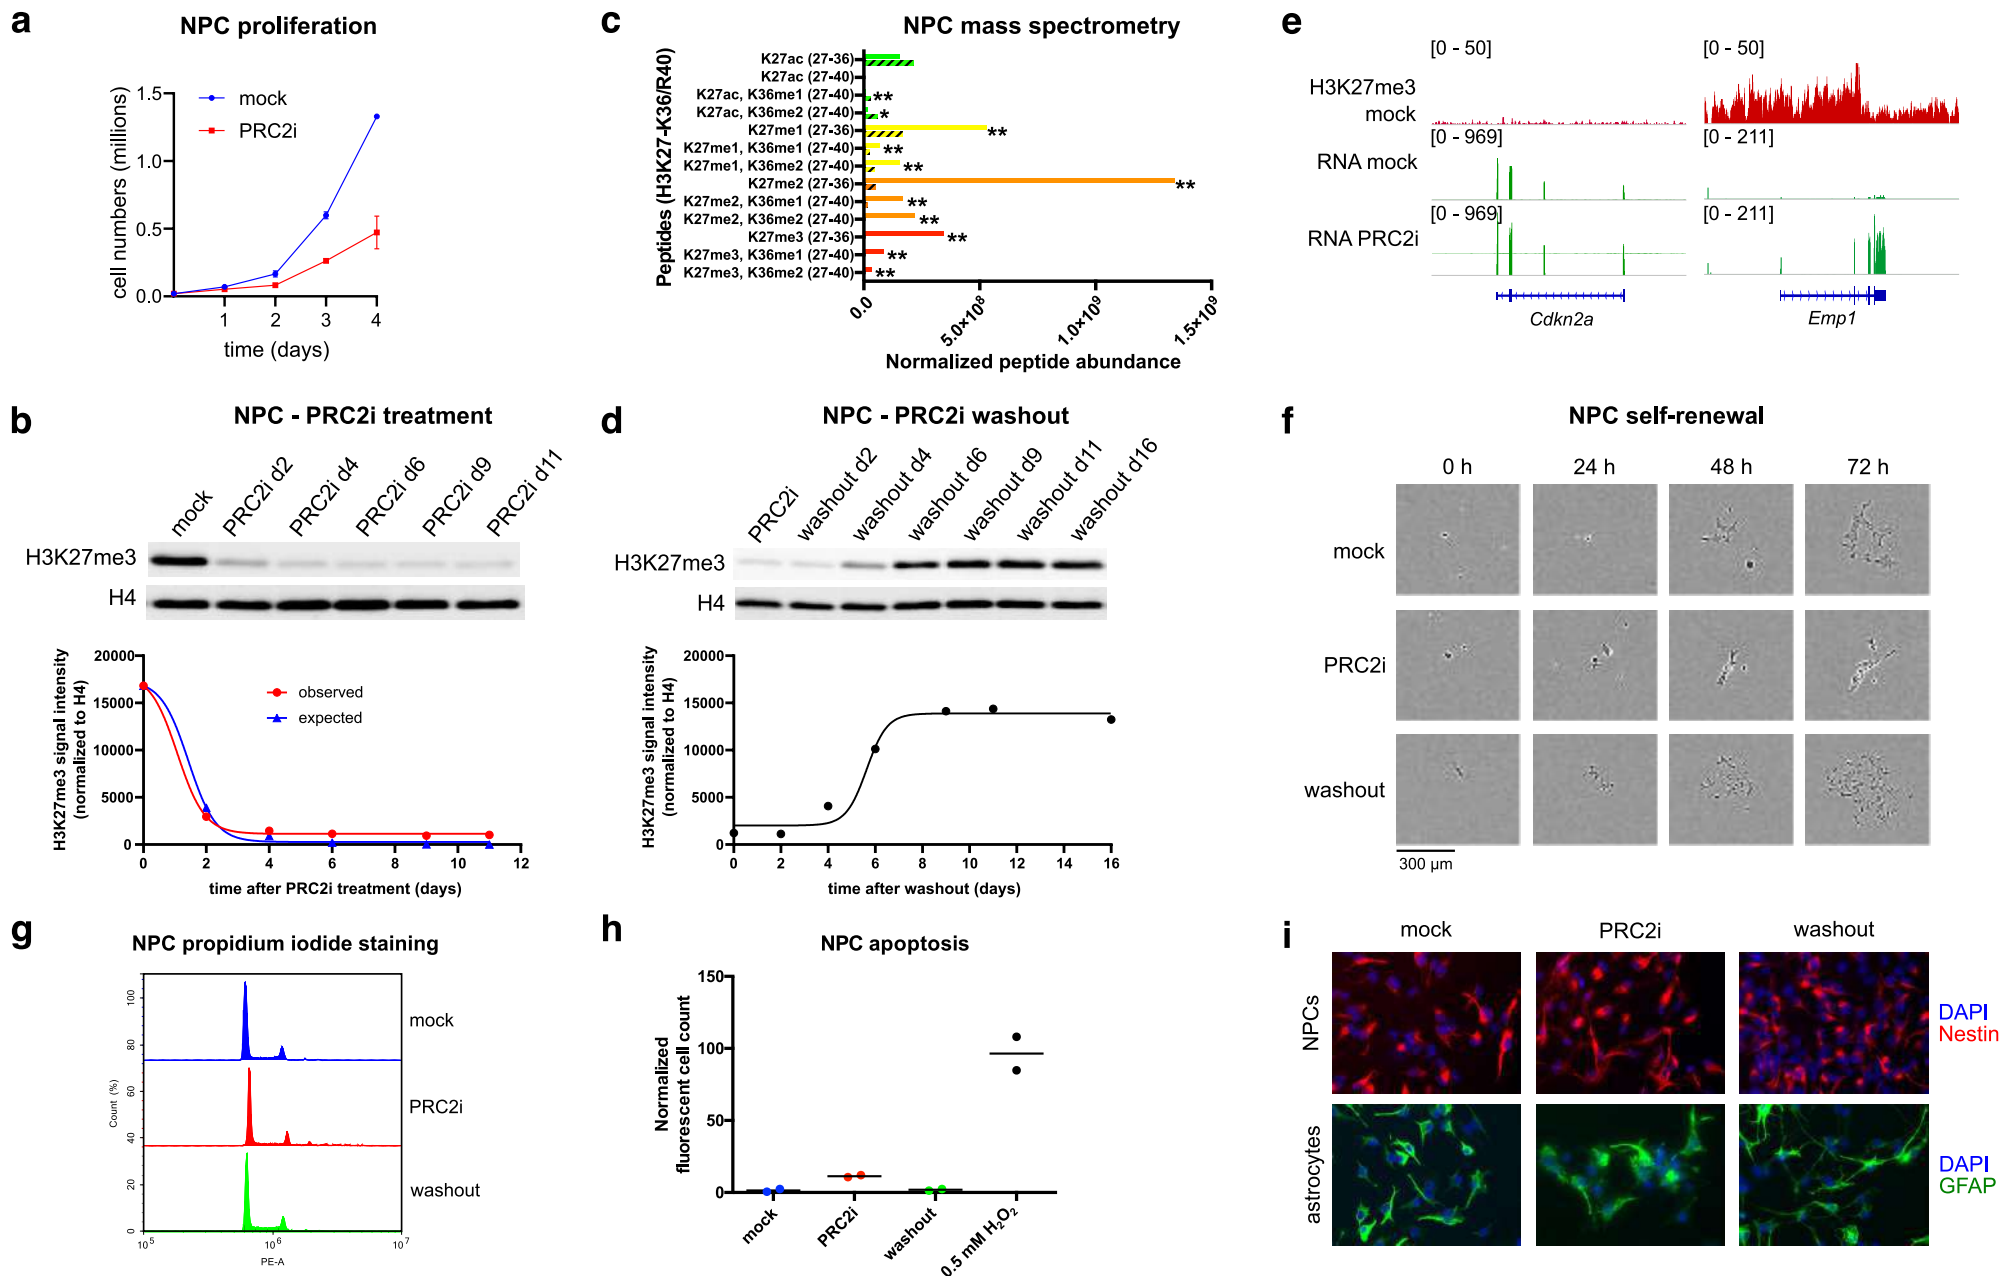 a
NPC proliferation
cell numbers (millions)
1.5
1.0
0.5
0.0
mock
PRC2i
1 2 3 4
time (days)
b
NPC - PRC2i treatment
mock PRC2i d2 PRC2i d4 PRC2i d6 PRC2i d9 PRC2i d11
H3K27me3
H4
H3K27me3 signal intensity
(normalized to H4)
20000
15000
10000
5000
0
observed
expected
0 2 4 6 8 10 12
time after PRC2i treatment (days)
c
NPC mass spectrometry
Peptides (H3K27-K36/R40)
K27ac (27-36)
K27ac (27-40)
K27ac, K36me1 (27-40) **
K27ac, K36me2 (27-40) *
K27me1 (27-36) **
K27me1, K36me1 (27-40) **
K27me1, K36me2 (27-40) **
K27me2 (27-36) **
K27me2, K36me1 (27-40) **
K27me2, K36me2 (27-40) **
K27me3 (27-36) **
K27me3, K36me1 (27-40) **
K27me3, K36me2 (27-40) **
0.0 5.0×10⁸ 1.0×10⁹ 1.5×10⁹
Normalized peptide abundance
d
NPC - PRC2i washout
PRC2i washout d2 washout d4 washout d6 washout d9 washout d11 washout d16
H3K27me3
H4
H3K27me3 signal intensity
(normalized to H4)
20000
15000
10000
5000
0
0 2 4 6 8 10 12 14 16
time after washout (days)
e
[0 - 50] [0 - 50]
H3K27me3
mock
[0 - 969] [0 - 211]
RNA mock
[0 - 969] [0 - 211]
RNA PRC2i
Cdkn2a Emp1
f
NPC self-renewal
0 h 24 h 48 h 72 h
mock
PRC2i
washout
300 µm
g
NPC propidium iodide staining
Count (%)
100
80
60
40
20
0
mock
PRC2i
washout
10⁵ 10⁶ 10⁷
PE-A
h
NPC apoptosis
Normalized
fluorescent cell count
150
100
50
0
mock PRC2i washout 0.5 mM H₂O₂
i
mock PRC2i washout
NPCs
DAPI
Nestin
astrocytes
DAPI
GFAP